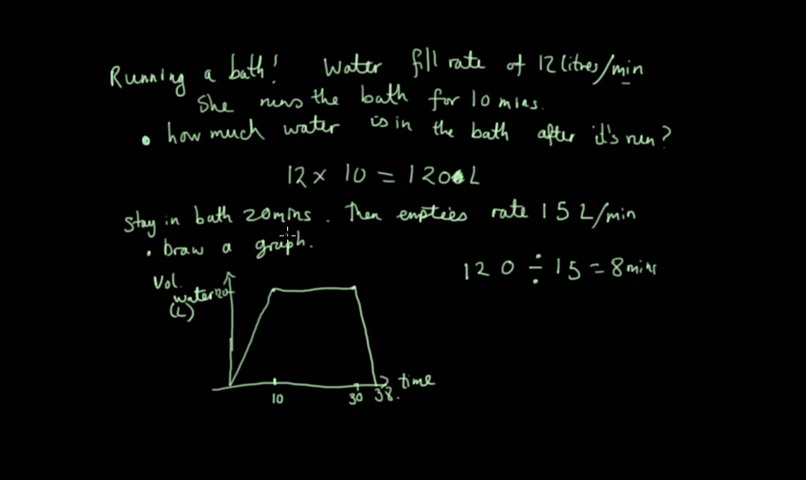 Running a bath! Water fill rate of 12 litres/min
She runs the bath for 10 mins.
• how much water is in the bath after it's run?
12 x 10 = 120 L
Stay in bath 20mins. Then empties rate 15 L/min
• Draw a graph.
120 ÷ 15 = 8 mins
Vol.
water 120
(L)
time
10 30 38.